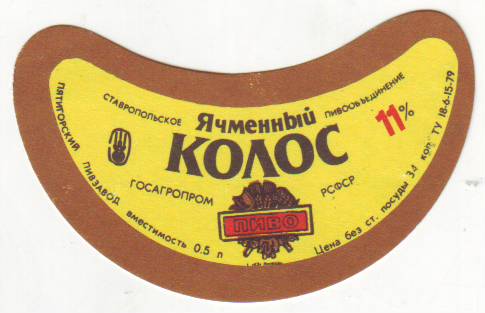 СТАВРОПОЛЬСКОЕ ПИВООБЪЕДИНЕНИЕ
Ячменный
КОЛОС
11%
ГОСАГРОПРОМ РСФСР
ПИВО
ПЯТИГОРСКИЙ ПИВЗАВОД вместимость 0.5 л
Цена без ст. посуды коп. ТУ 18-6-15-79